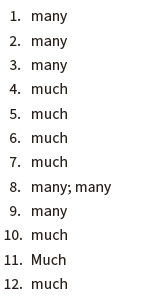 1. many
2. many
3. many
4. much
5. much
6. much
7. much
8. many; many
9. many
10. much
11. Much
12. much